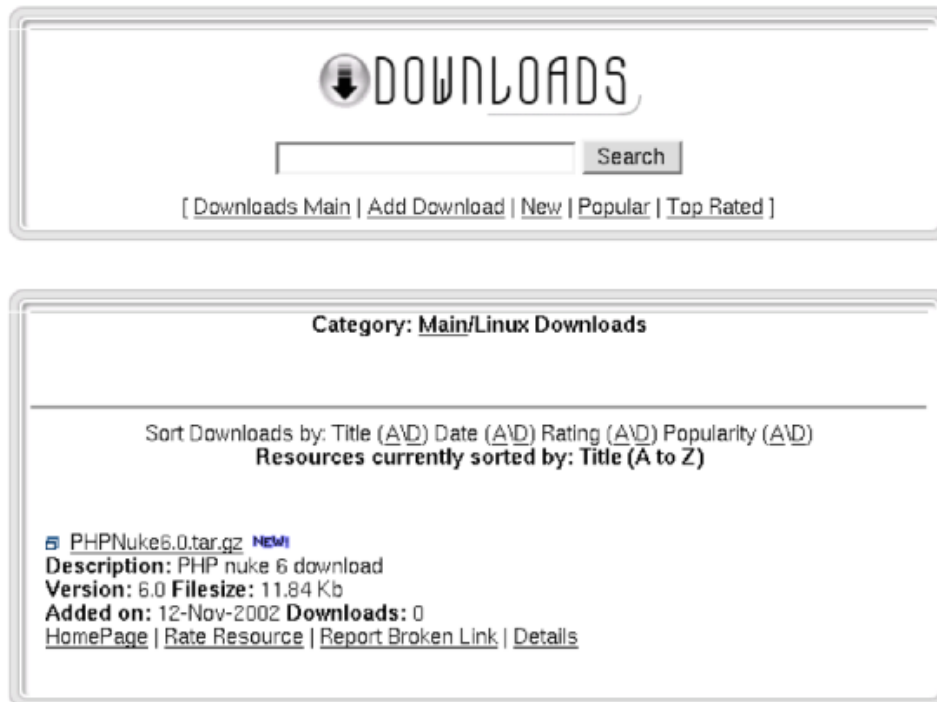 DOWNLOADS
Search
[ Downloads Main | Add Download | New | Popular | Top Rated ]
Category: Main/Linux Downloads
Sort Downloads by: Title (A\D) Date (A\D) Rating (A\D) Popularity (A\D)
Resources currently sorted by: Title (A to Z)
PHPNuke6.0.tar.gz NEW!
Description: PHP nuke 6 download
Version: 6.0 Filesize: 11.84 Kb
Added on: 12-Nov-2002 Downloads: 0
HomePage | Rate Resource | Report Broken Link | Details